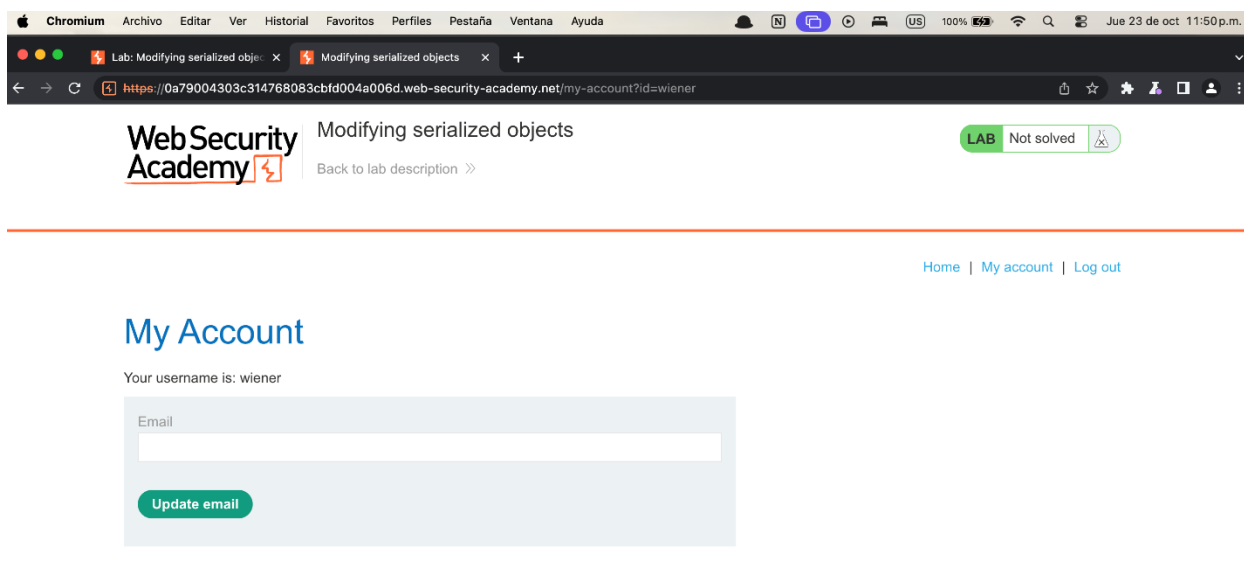 Chromium Archivo Editar Ver Historial Favoritos Perfiles Pestaña Ventana Ayuda N US 100% Jue 23 de oct 11:50 p.m.
Lab: Modifying serialized objec Modifying serialized objects
https://0a79004303c314768083cbfd004a006d.web-security-academy.net/my-account?id=wiener
Web Security
Academy
Modifying serialized objects
Back to lab description
LAB Not solved
Home | My account | Log out
My Account
Your username is: wiener
Email
Update email